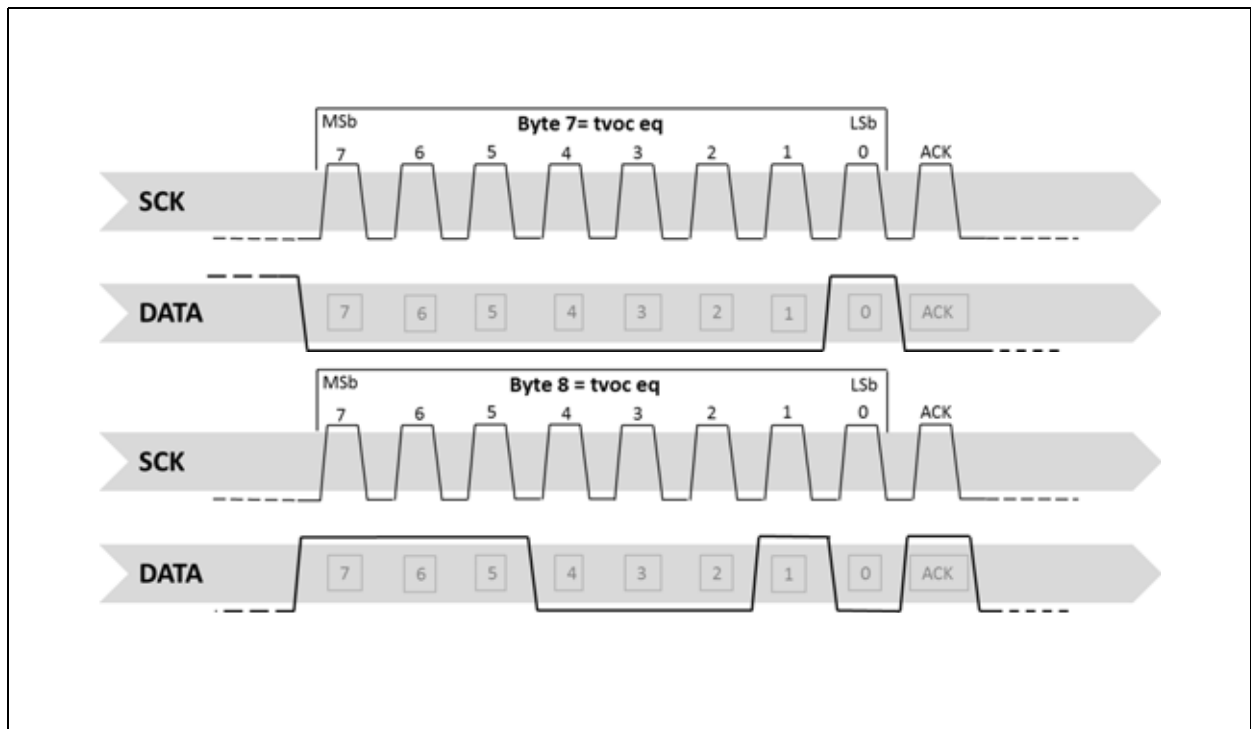 Byte 7= tvoc eq
MSb LSb
7 6 5 4 3 2 1 0 ACK
SCK
DATA 7 6 5 4 3 2 1 0 ACK
Byte 8 = tvoc eq
MSb LSb
7 6 5 4 3 2 1 0 ACK
SCK
DATA 7 6 5 4 3 2 1 0 ACK